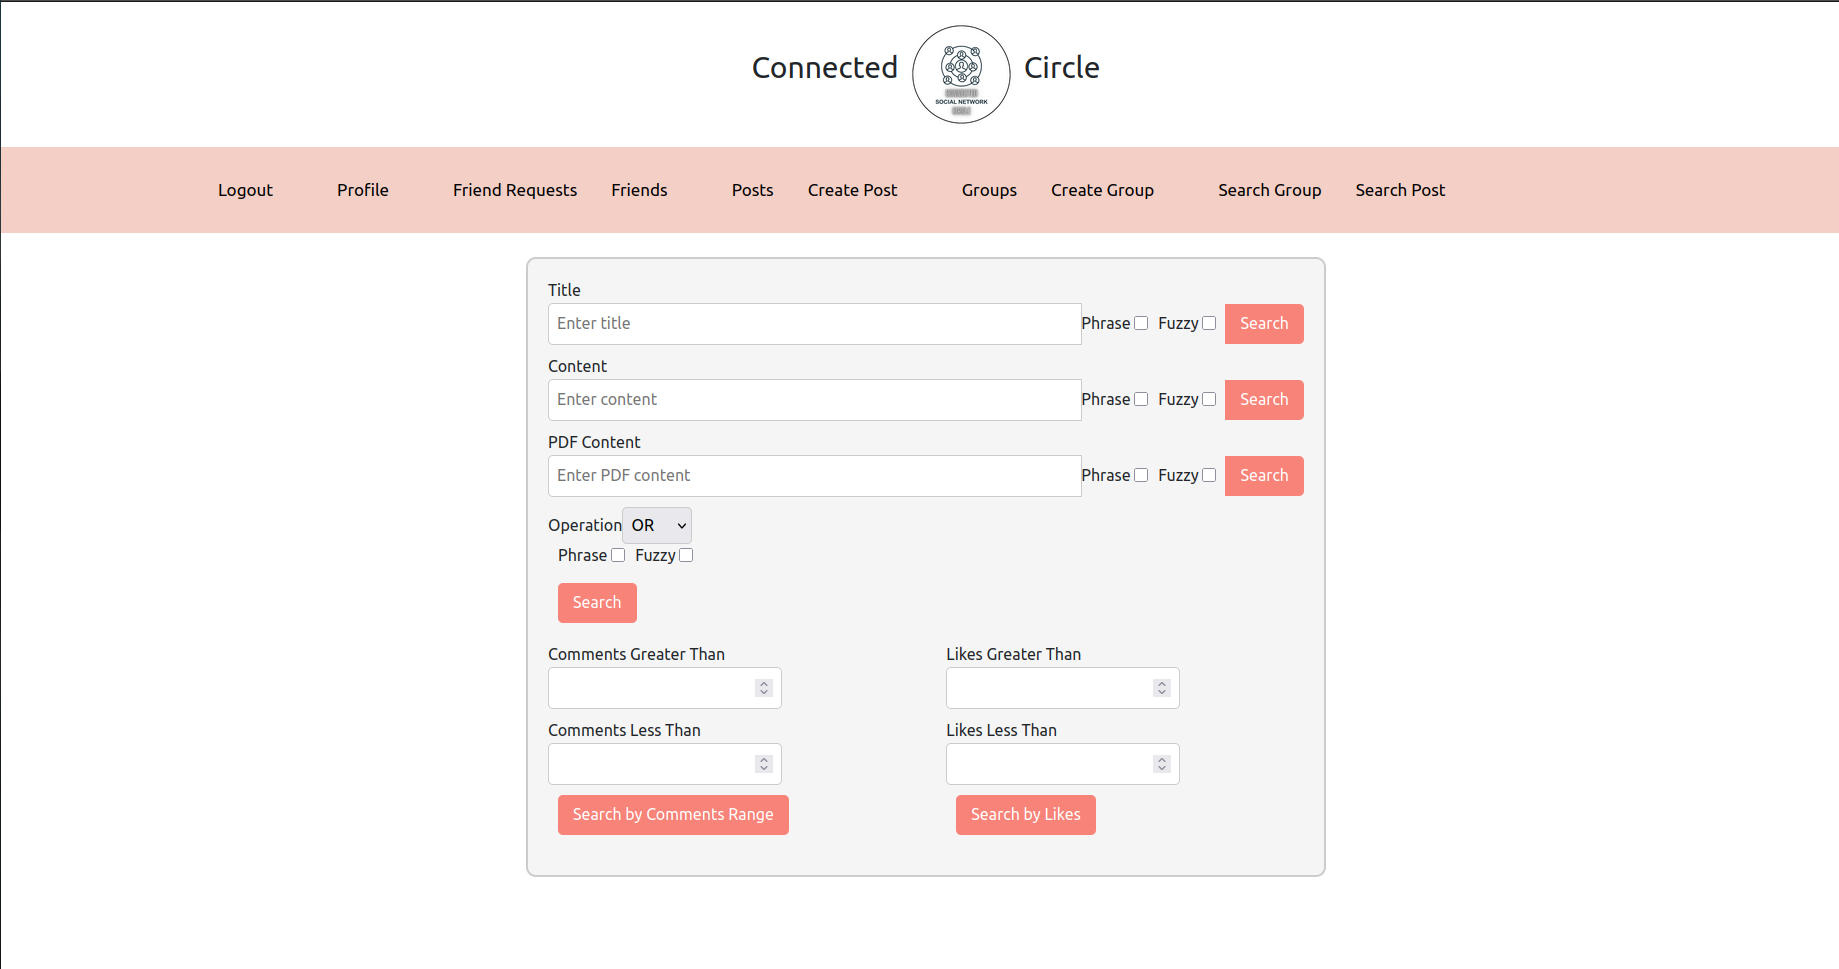 Connected Circle
SOCIAL NETWORK
Logout Profile Friend Requests Friends Posts Create Post Groups Create Group Search Group Search Post
Title
Enter title Phrase Fuzzy Search
Content
Enter content Phrase Fuzzy Search
PDF Content
Enter PDF content Phrase Fuzzy Search
Operation OR
Phrase Fuzzy
Search
Comments Greater Than Likes Greater Than
Comments Less Than Likes Less Than
Search by Comments Range Search by Likes